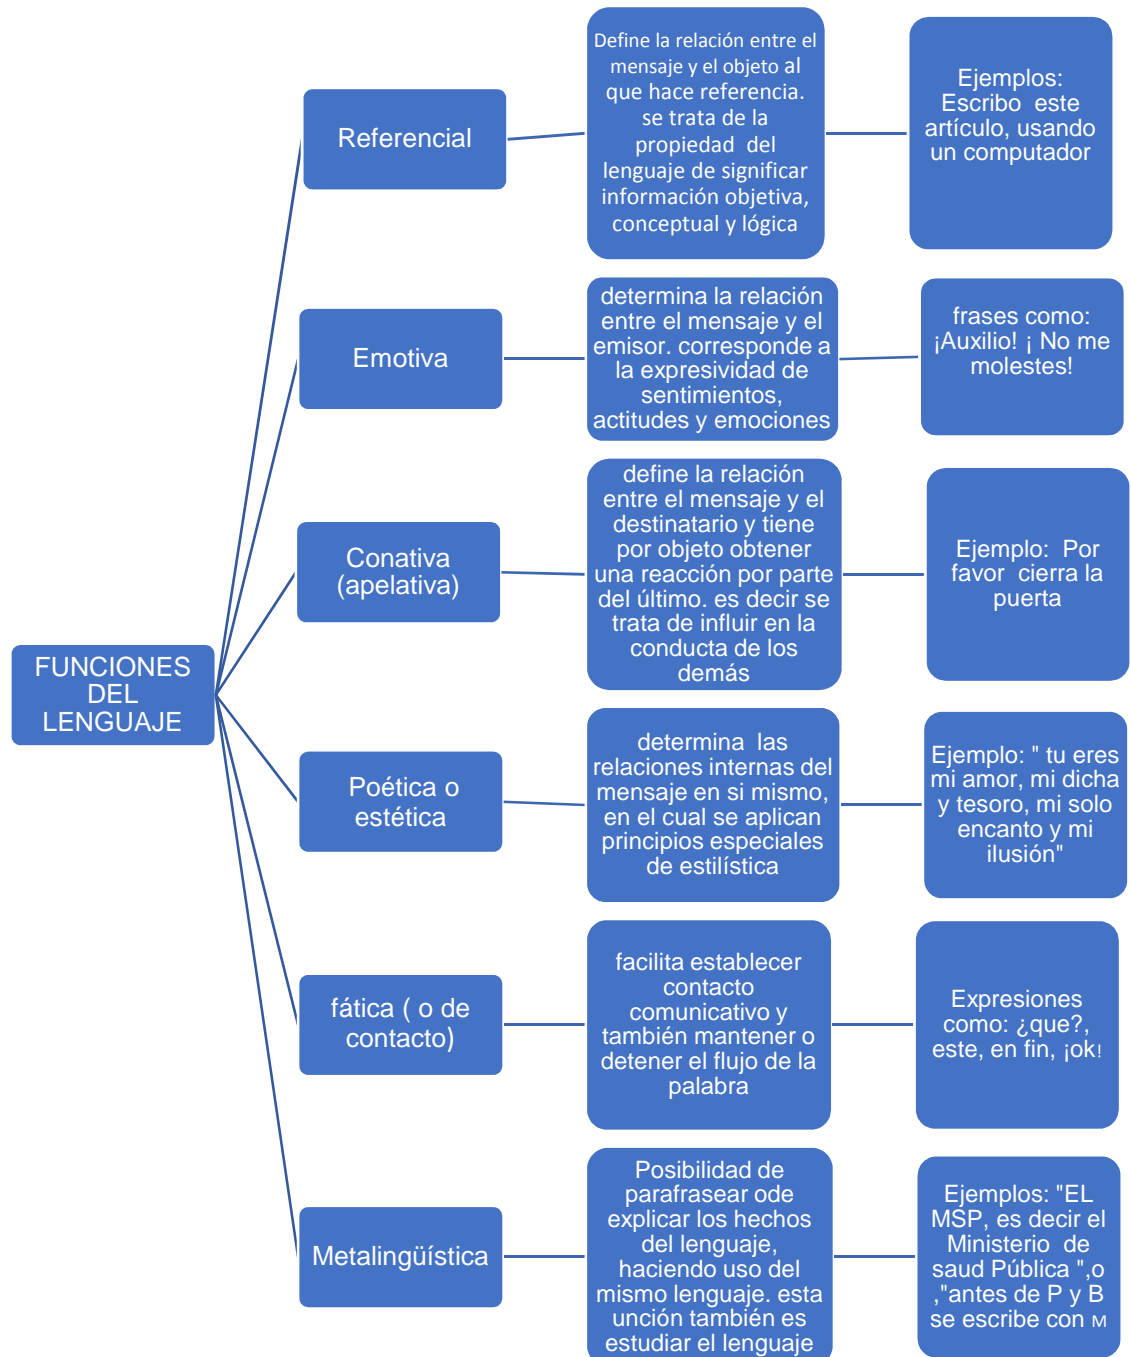 Referencial
Define la relación entre el
mensaje y el objeto al
que hace referencia.
se trata de la
propiedad del
lenguaje de significar
información objetiva,
conceptual y lógica
Ejemplos:
Escribo este
artículo, usando
un computador
Emotiva
determina la relación
entre el mensaje y el
emisor. corresponde a
la expresividad de
sentimientos,
actitudes y emociones
frases como:
¡Auxilio! ¡ No me
molestes!
Conativa
(apelativa)
define la relación
entre el mensaje y el
destinatario y tiene
por objeto obtener
una reacción por parte
del último. es decir se
trata de influir en la
conducta de los
demás
Ejemplo: Por
favor cierra la
puerta
FUNCIONES
DEL
LENGUAJE
Poética o
estética
determina las
relaciones internas del
mensaje en si mismo,
en el cual se aplican
principios especiales
de estilística
Ejemplo: " tu eres
mi amor, mi dicha
y tesoro, mi solo
encanto y mi
ilusión"
fática ( o de
contacto)
facilita establecer
contacto
comunicativo y
también mantener o
detener el flujo de la
palabra
Expresiones
como: ¿que?,
este, en fin, ¡ok!
Metalingüística
Posibilidad de
parafrasear ode
explicar los hechos
del lenguaje,
haciendo uso del
mismo lenguaje. esta
unción también es
estudiar el lenguaje
Ejemplos: "EL
MSP, es decir el
Ministerio de
saud Pública ",o
,"antes de P y B
se escribe con M